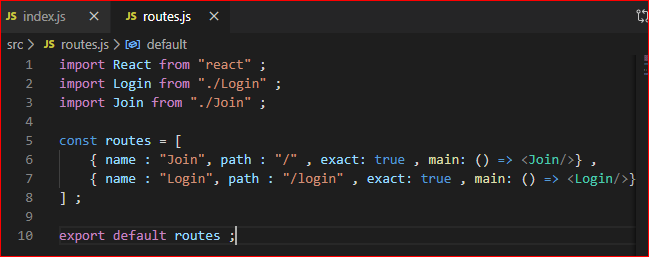 JS index.js × JS routes.js ×
src > JS routes.js > default
1 import React from "react" ;
2 import Login from "./Login" ;
3 import Join from "./Join" ;
4
5 const routes = [
6 { name : "Join", path : "/" , exact: true , main: () => <Join/>} ,
7 { name : "Login", path : "/login" , exact: true , main: () => <Login/>}
8 ] ;
9
10 export default routes ;